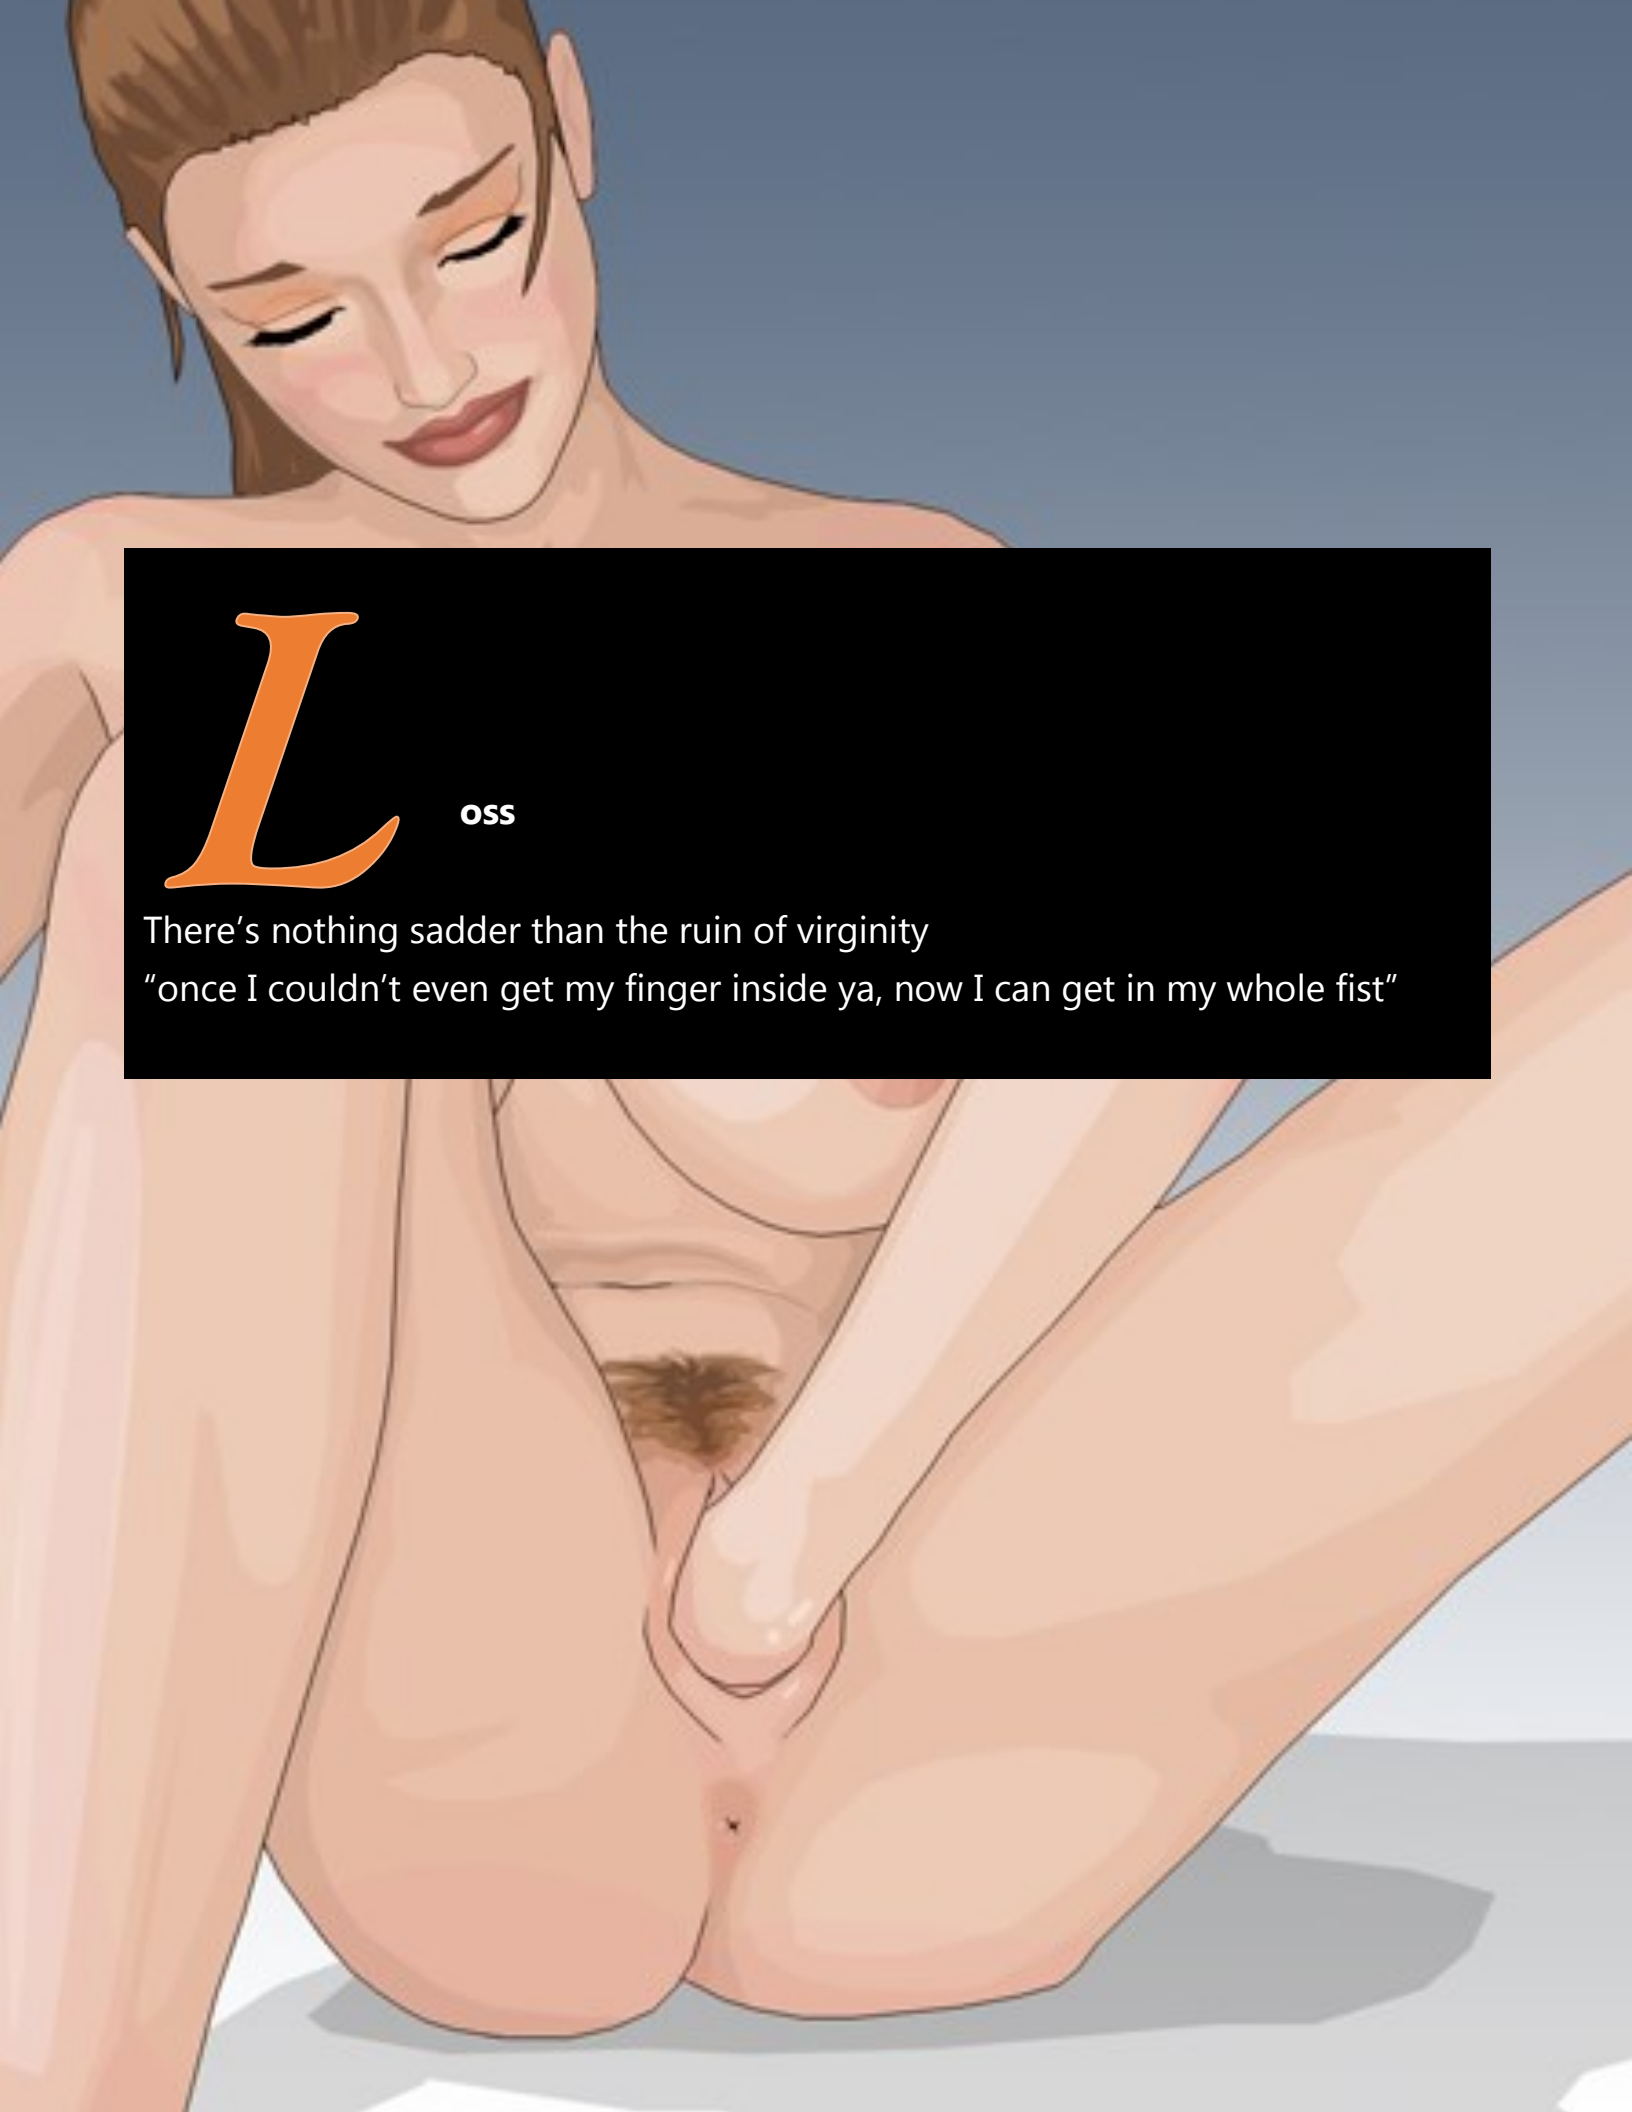 Loss
There’s nothing sadder than the ruin of virginity
“once I couldn’t even get my finger inside ya, now I can get in my whole fist”